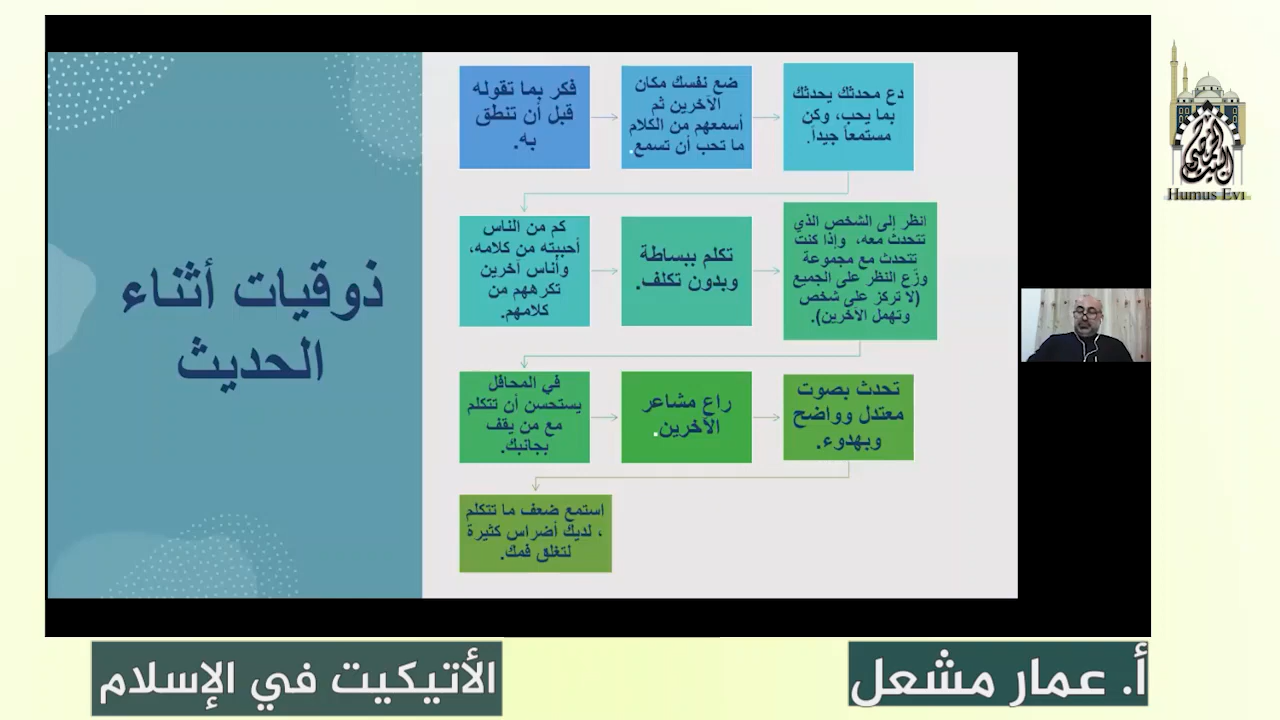 ذوقيات أثناء
الحديث
فكر بما تقوله
قبل أن تنطق
به.
ضع نفسك مكان
الآخرين ثم
أسمعهم من الكلام
ما تحب أن تسمع.
دع محدثك يحدثك
بما يحب، وكن
مستمعاً جيداً.
كم من الناس
أحببته من كلامه،
وأناس آخرين
تكرههم من
كلامهم.
تكلم ببساطة
وبدون تكلف.
انظر إلى الشخص الذي
تتحدث معه، وإذا كنت
تتحدث مع مجموعة
وزّع النظر على الجميع
(لا تركز على شخص
وتهمل الآخرين).
في المحافل
يستحسن أن تتكلم
مع من يقف
بجانبك.
راع مشاعر
الآخرين.
تحدث بصوت
معتدل وواضح
وبهدوء.
استمع ضعف ما تتكلم
، لديك أضراس كثيرة
لتغلق فمك.
Humus Evi
أ. عمار مشعل
الأتيكيت في الإسلام